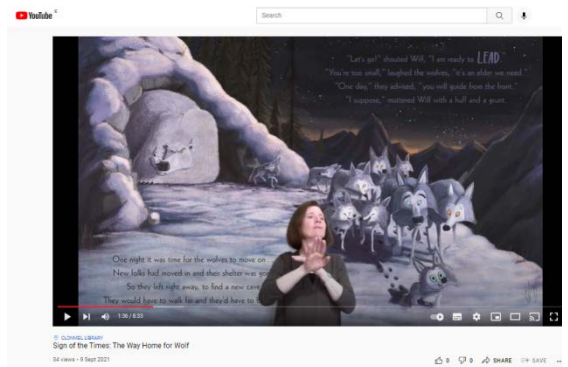 YouTube
Search
"Let's go!" shouted Will, "I am ready to LEAD."
"You're too small," laughed the wolves, "it's an elder we need."
"One day," they advised, "you will guide from the front."
"I suppose," muttered Will with a huff and a grunt.
One night it was time for the wolves to move on
New folks had moved in and their shelter was
So they left right away, to find a new cave
They would have to walk far and they'd have to
1:36 / 8:33
Sign of the Times: The Way Home for Wolf
54 views • 9 Sept 2021
0
0
SHARE
SAVE